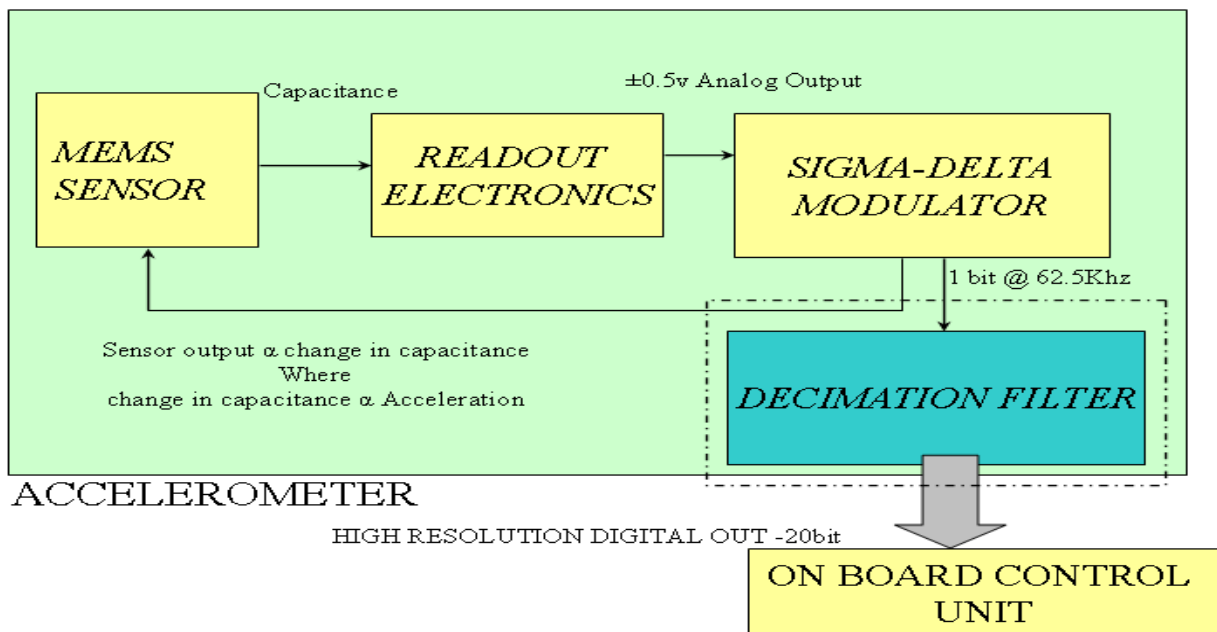 Capacitance
±0.5v Analog Output
MEMS
SENSOR
READOUT
ELECTRONICS
SIGMA-DELTA
MODULATOR
1 bit @ 62.5Khz
Sensor output α change in capacitance
Where
change in capacitance α Acceleration
DECIMATION FILTER
ACCELEROMETER
HIGH RESOLUTION DIGITAL OUT -20bit
ON BOARD CONTROL
UNIT